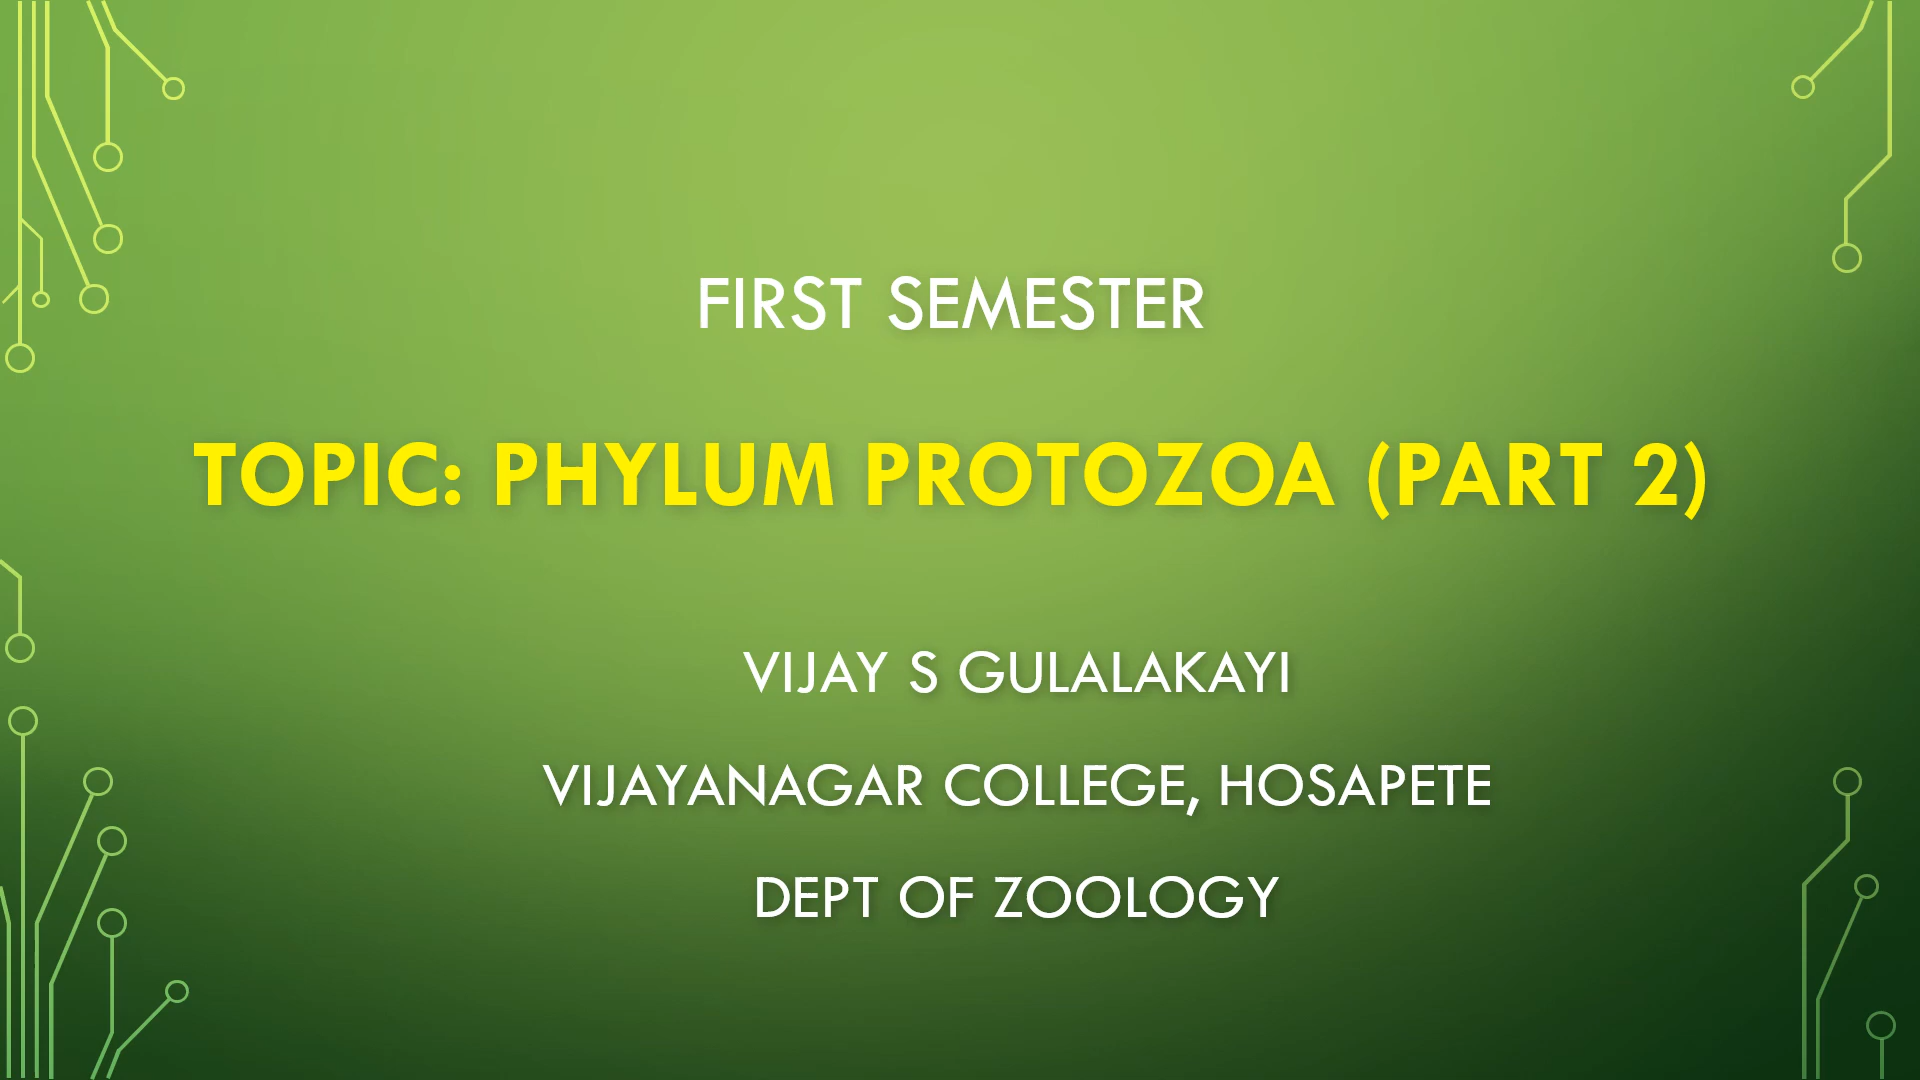 FIRST SEMESTER
TOPIC: PHYLUM PROTOZOA (PART 2)
VIJAY S GULALAKAYI
VIJAYANAGAR COLLEGE, HOSAPETE
DEPT OF ZOOLOGY